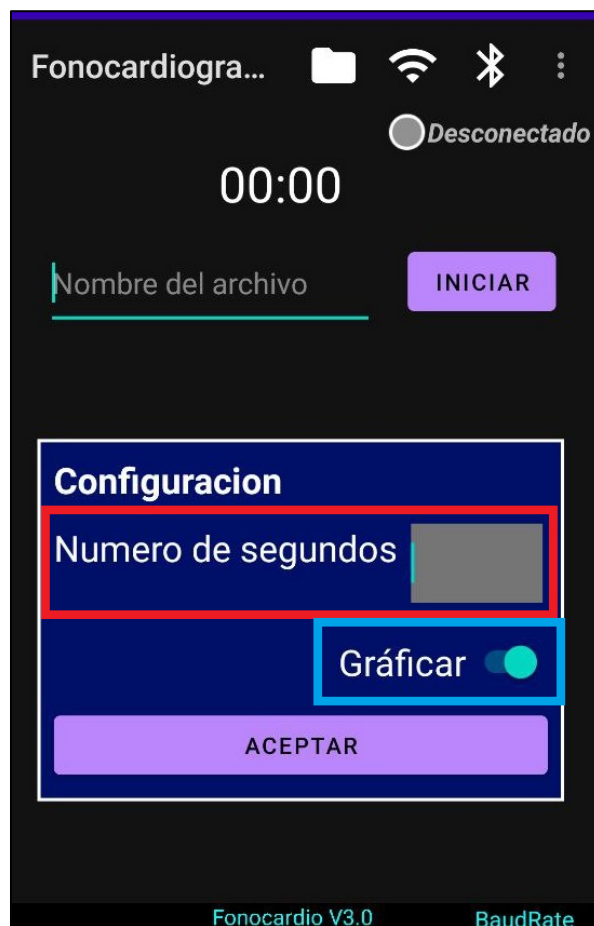 Fonocardiogra...
Desconectado
00:00
Nombre del archivo
INICIAR
Configuracion
Numero de segundos
Gráficar
ACEPTAR
Fonocardio V3.0
BaudRate